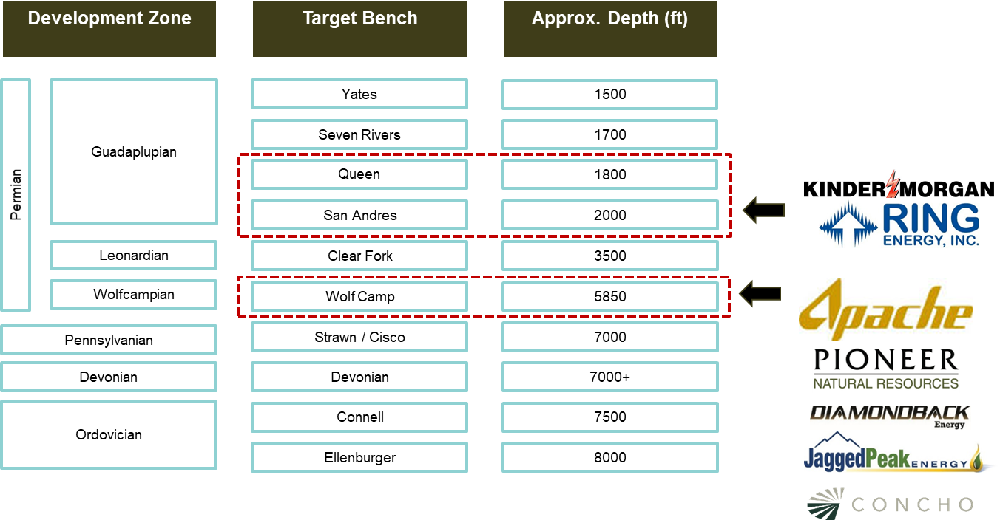 Development Zone
Target Bench
Approx. Depth (ft)
Permian
Guadaplupian
Yates
1500
Seven Rivers
1700
Queen
1800
San Andres
2000
Leonardian
Clear Fork
3500
Wolfcampian
Wolf Camp
5850
Pennsylvanian
Strawn / Cisco
7000
Devonian
Devonian
7000+
Ordovician
Connell
7500
Ellenburger
8000
KINDER MORGAN
RING
ENERGY, INC.
Apache
PIONEER
NATURAL RESOURCES
DIAMONDBACK
Energy
JaggedPeak ENERGY
CONCHO